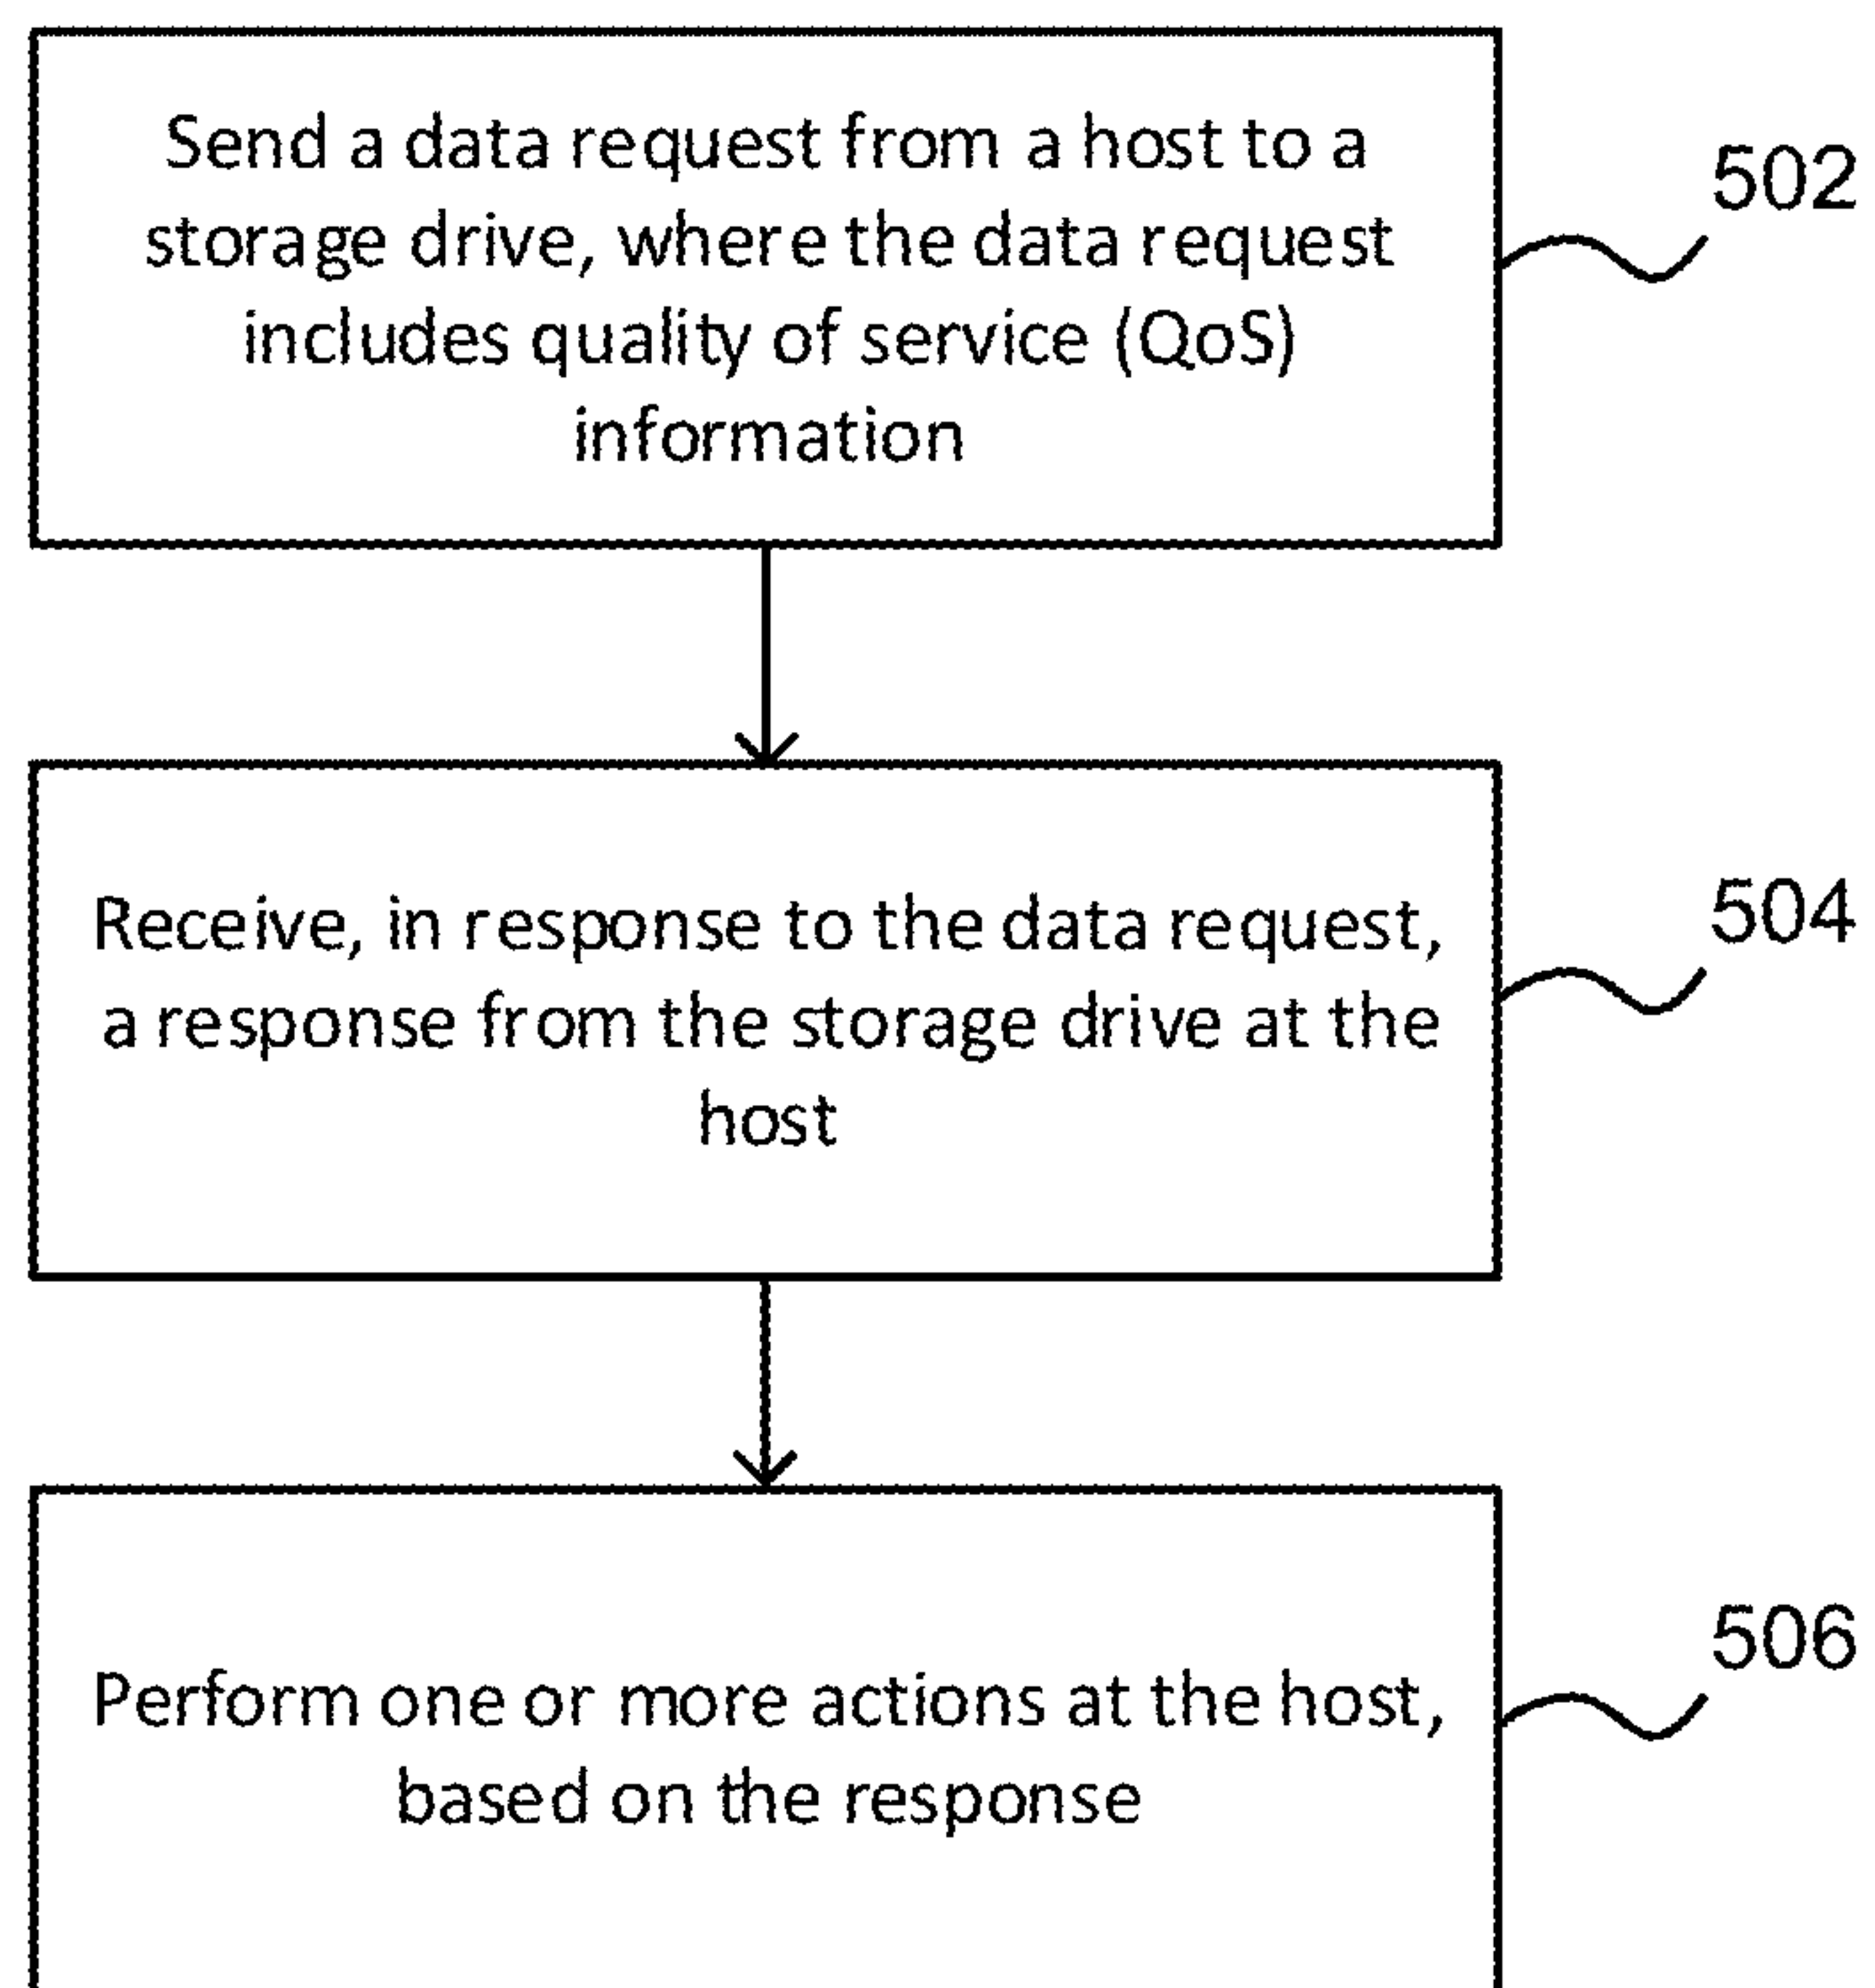 Send a data request from a host to a
storage drive, where the data request
includes quality of service (QoS)
information
502
Receive, in response to the data request,
a response from the storage drive at the
host
504
Perform one or more actions at the host,
based on the response
506